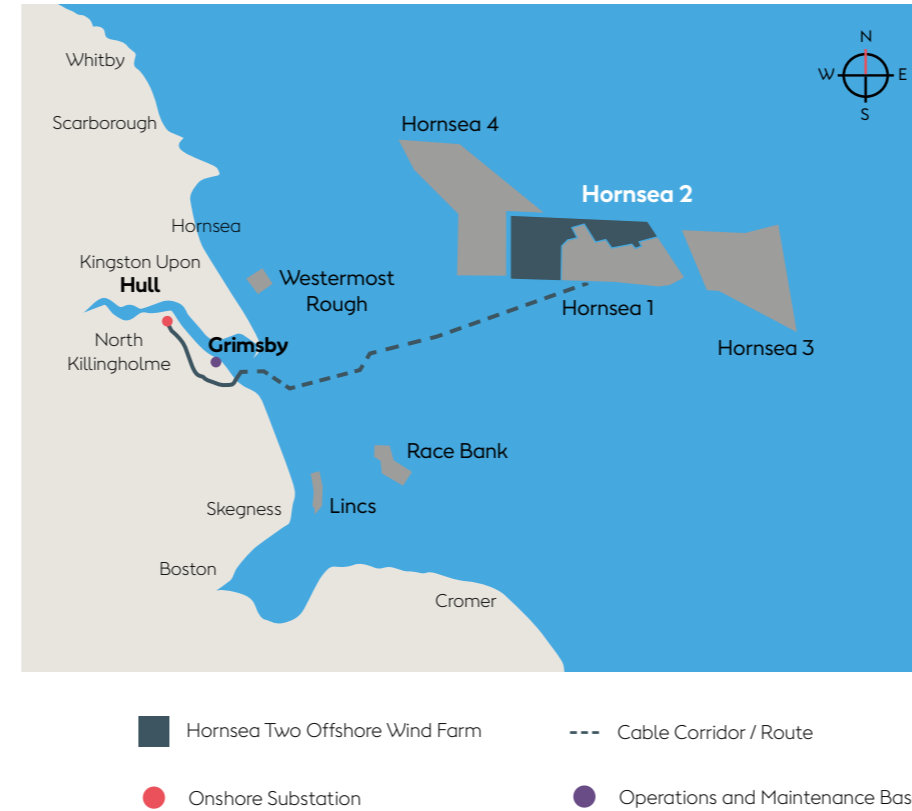 N
W
E
S
Whitby
Scarborough
Hornsea 4
Hornsea 2
Hornsea
Kingston Upon
Hull
Westermost
Rough
Hornsea 1
North
Killingholme
Grimsby
Hornsea 3
Race Bank
Skegness
Lincs
Boston
Cromer
Hornsea Two Offshore Wind Farm
Cable Corridor / Route
Onshore Substation
Operations and Maintenance Bas